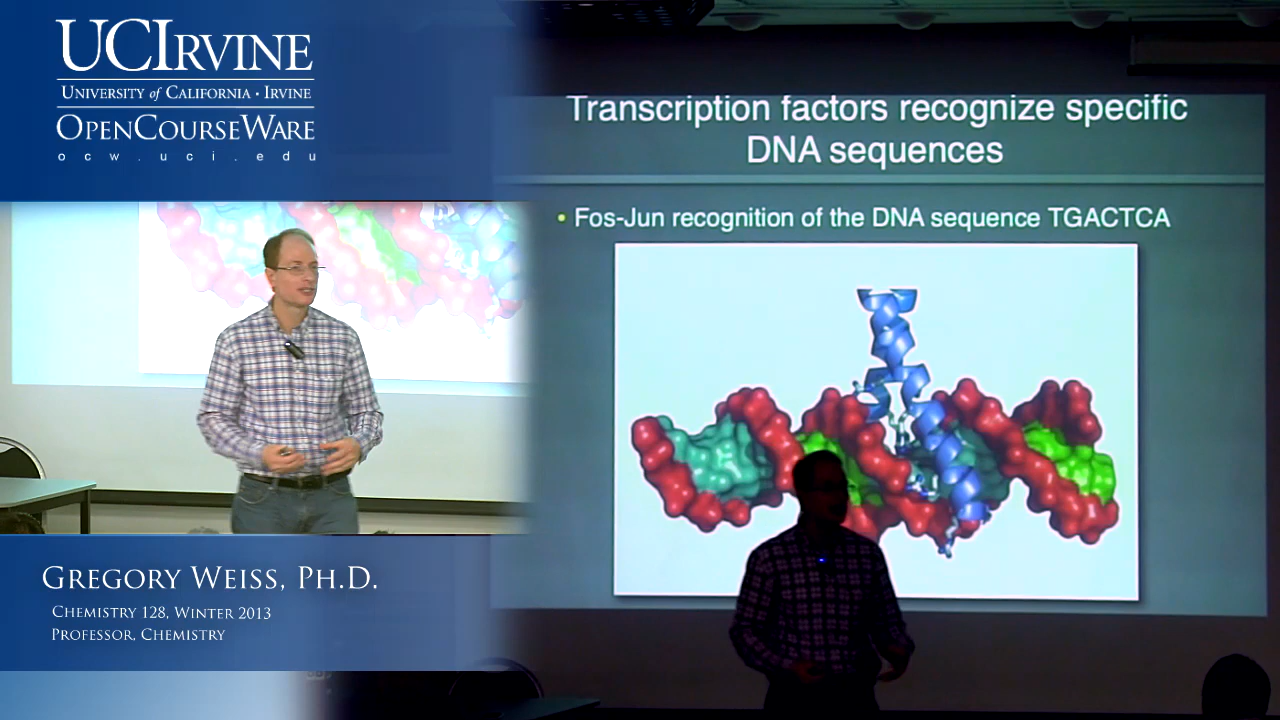 UCIRVINE
UNIVERSITY of CALIFORNIA · IRVINE
OPENCOURSEWARE
ocw.uci.edu
Transcription factors recognize specific
DNA sequences
• Fos-Jun recognition of the DNA sequence TGACTCA
GREGORY WEISS, PH.D.
CHEMISTRY 128, WINTER 2013
PROFESSOR, CHEMISTRY